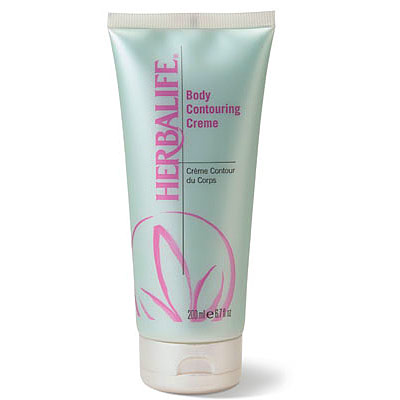 HERBALIFE®
Body
Contouring
Creme
Crème Contour
du Corps
200 ml e 6.7 fl oz